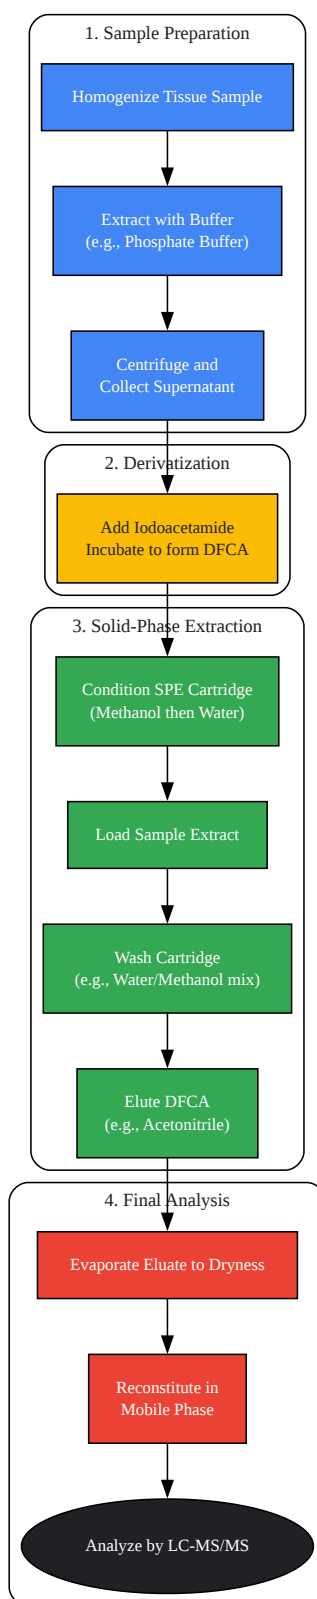 1. Sample Preparation
Homogenize Tissue Sample
Extract with Buffer
(e.g., Phosphate Buffer)
Centrifuge and
Collect Supernatant
2. Derivatization
Add Iodoacetamide
Incubate to form DFCA
3. Solid-Phase Extraction
Condition SPE Cartridge
(Methanol then Water)
Load Sample Extract
Wash Cartridge
(e.g., Water/Methanol mix)
Elute DFCA
(e.g., Acetonitrile)
4. Final Analysis
Evaporate Eluate to Dryness
Reconstitute in
Mobile Phase
Analyze by LC-MS/MS